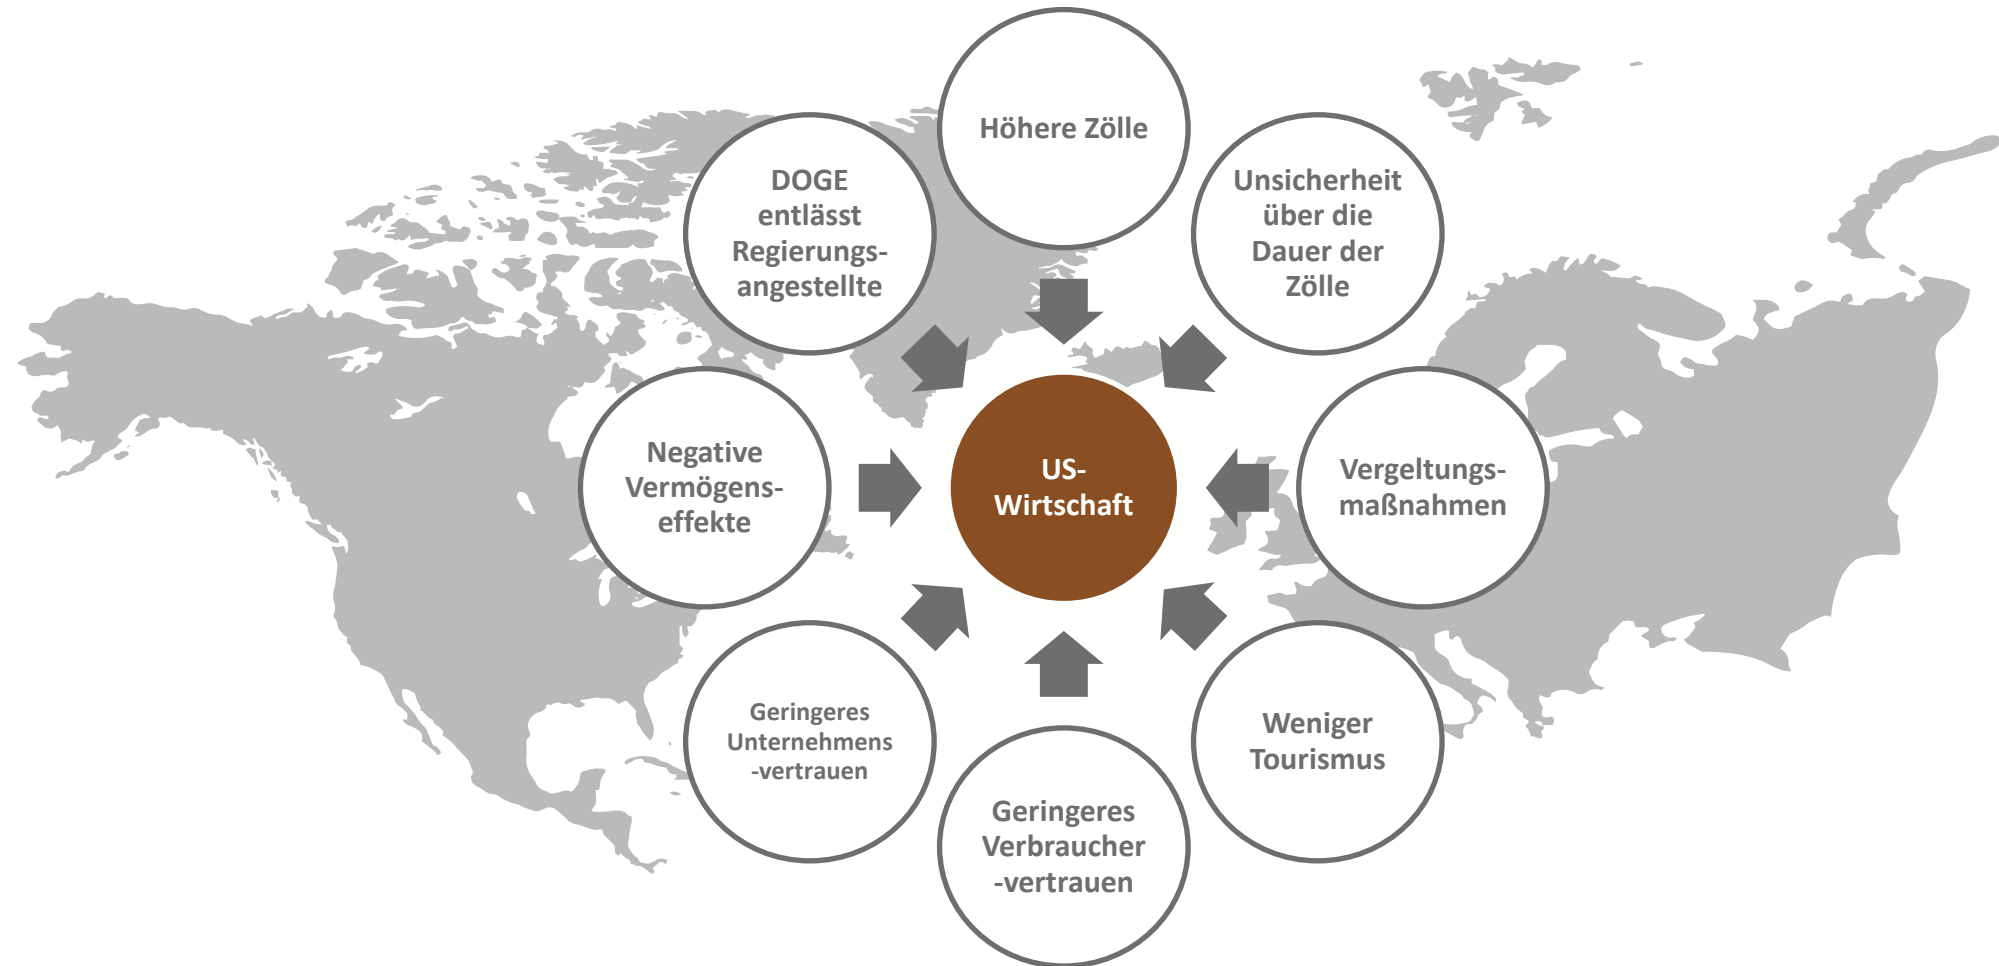 Höhere Zölle
Unsicherheit
über die
Dauer der
Zölle
Vergeltungs-
maßnahmen
Weniger
Tourismus
Geringeres
Verbraucher
-vertrauen
Geringeres
Unternehmens
-vertrauen
Negative
Vermögens-
effekte
DOGE
entlässt
Regierungs-
angestellte
US-
Wirtschaft